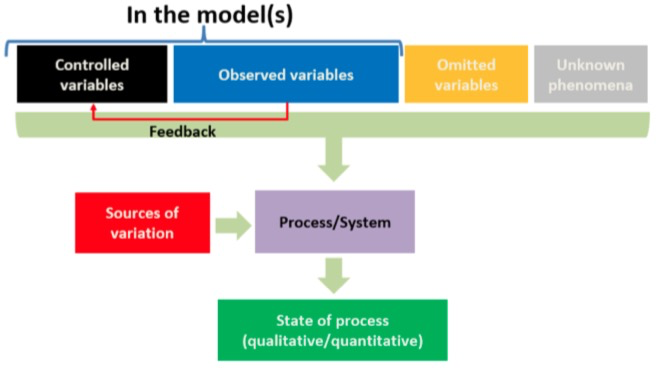 In the model(s)
Controlled
variables
Observed variables
Omitted
variables
Unknown
phenomena
Feedback
Sources of
variation
Process/System
State of process
(qualitative/quantitative)